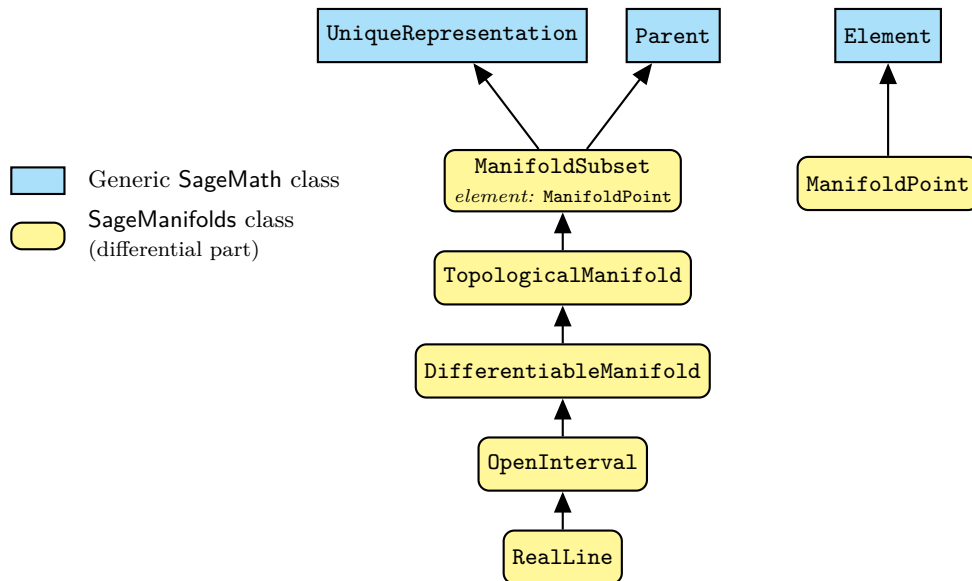 UniqueRepresentation
Parent
Element
ManifoldSubset
element: ManifoldPoint
ManifoldPoint
Generic SageMath class
SageManifolds class
(differential part)
TopologicalManifold
DifferentiableManifold
OpenInterval
RealLine